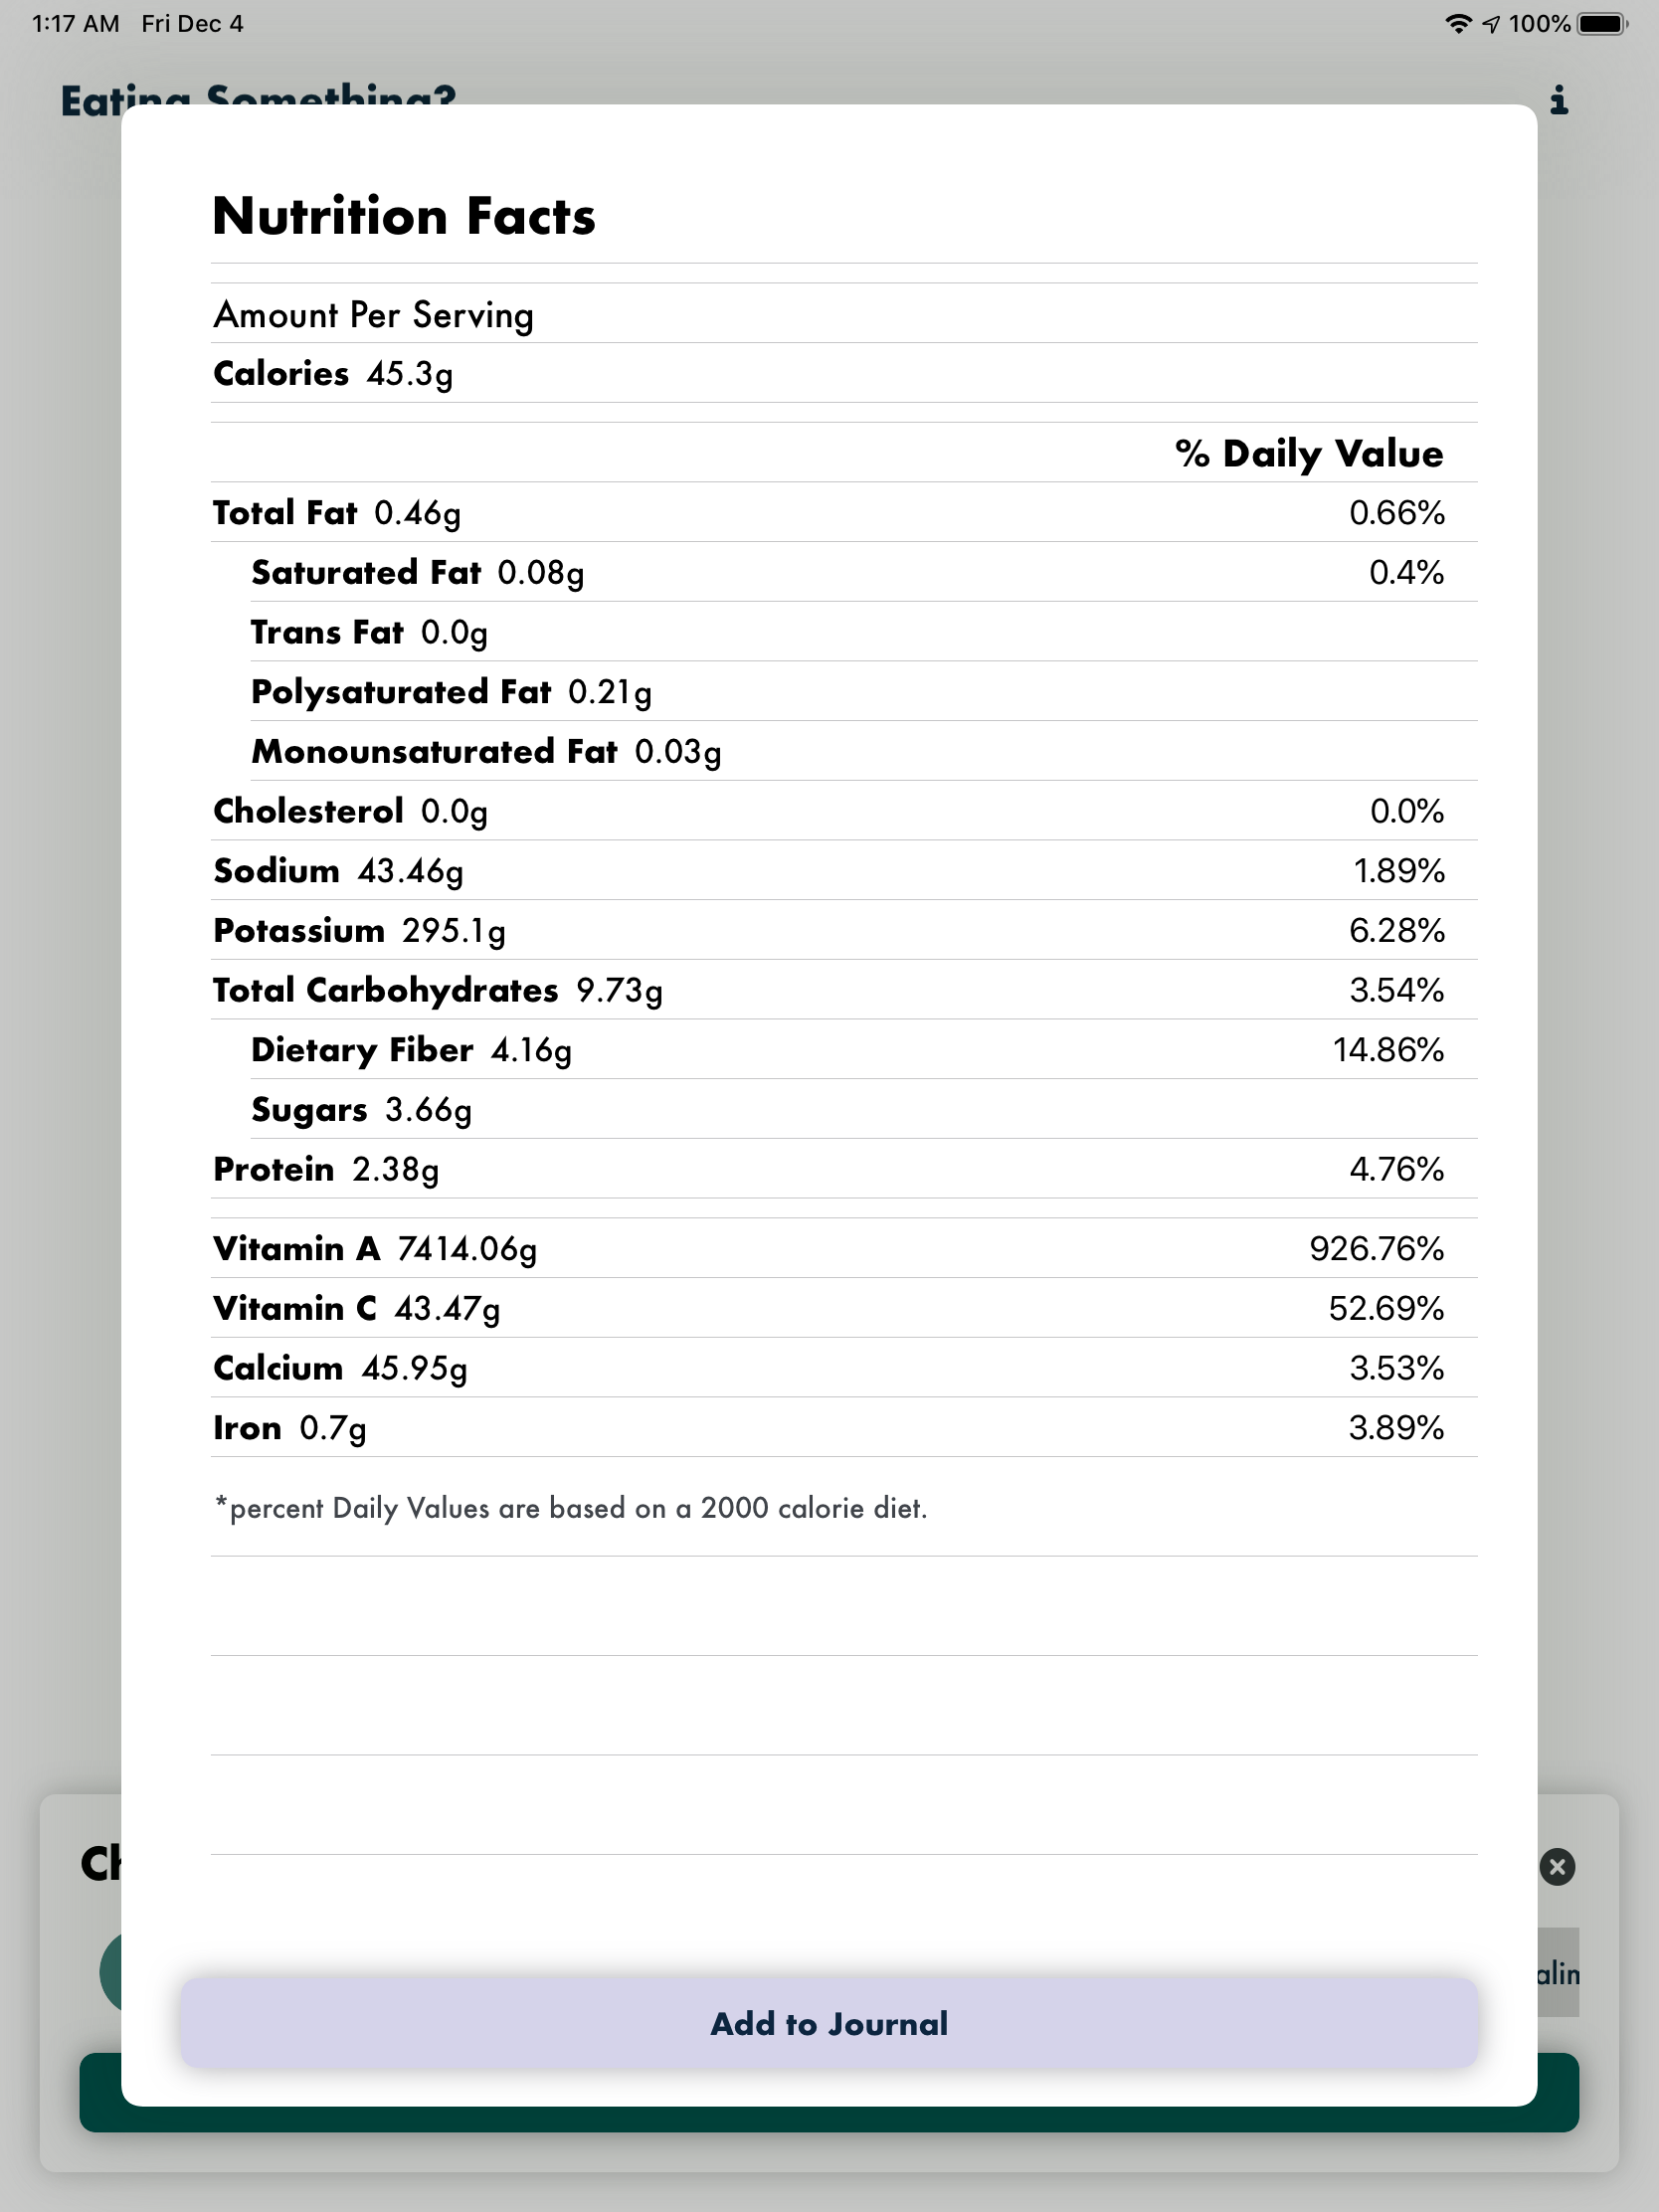 1:17 AM Fri Dec 4 100%
Eating Something?
Nutrition Facts
Amount Per Serving
Calories 45.3g
% Daily Value
Total Fat 0.46g 0.66%
Saturated Fat 0.08g 0.4%
Trans Fat 0.0g
Polysaturated Fat 0.21g
Monounsaturated Fat 0.03g
Cholesterol 0.0g 0.0%
Sodium 43.46g 1.89%
Potassium 295.1g 6.28%
Total Carbohydrates 9.73g 3.54%
Dietary Fiber 4.16g 14.86%
Sugars 3.66g
Protein 2.38g 4.76%
Vitamin A 7414.06g 926.76%
Vitamin C 43.47g 52.69%
Calcium 45.95g 3.53%
Iron 0.7g 3.89%
*percent Daily Values are based on a 2000 calorie diet.
Add to Journal